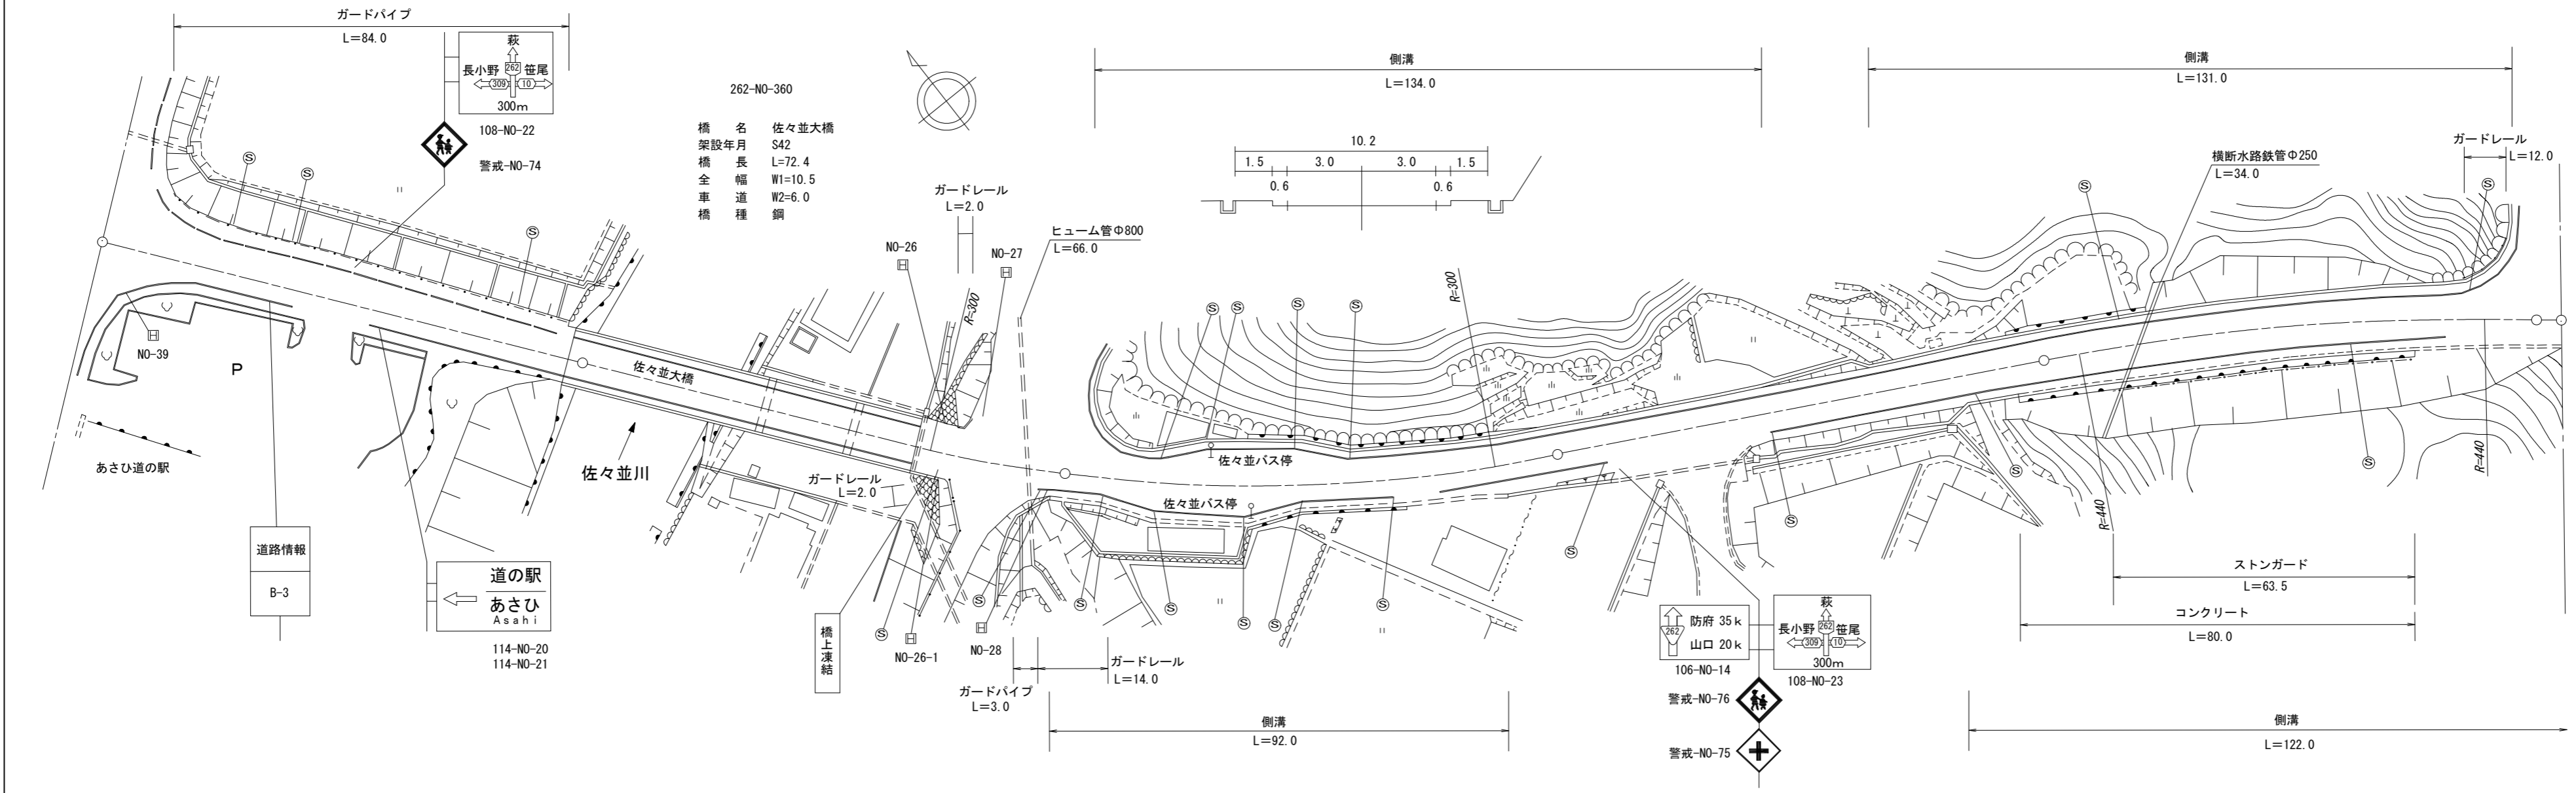 ガードパイプ
L=84.0
萩
262
長小野 笹尾
309 10
300m
108-NO-22
警戒-NO-74
262-NO-360
橋 名 佐々並大橋
架設年月 S42
橋 長 L=72.4
全 幅 W1=10.5
車 道 W2=6.0
橋 種 鋼
ガードレール
L=2.0
NO-26
NO-27
R=300
ヒューム管Φ800
L=66.0
側溝
L=134.0
10.2
1.5 3.0 3.0 1.5
0.6 0.6
側溝
L=131.0
ガードレール
L=12.0
横断水路鉄管Φ250
L=34.0
R=300
S
S
S
S
S
S
S
S
S
NO-39
P
あさひ道の駅
佐々並大橋
佐々並川
佐々並バス停
佐々並バス停
ガードレール
L=2.0
R=440
R=440
S
S
S
S
S
S
S
S
S
S
S
S
道路情報
B-3
道の駅
あさひ
Asahi
114-NO-20
114-NO-21
橋上凍結
NO-26-1
NO-28
ガードパイプ
L=3.0
ガードレール
L=14.0
側溝
L=92.0
262
防府 35k
山口 20k
106-NO-14
萩
262
長小野 笹尾
309 10
300m
108-NO-23
警戒-NO-76
警戒-NO-75
ストンガード
L=63.5
コンクリート
L=80.0
側溝
L=122.0